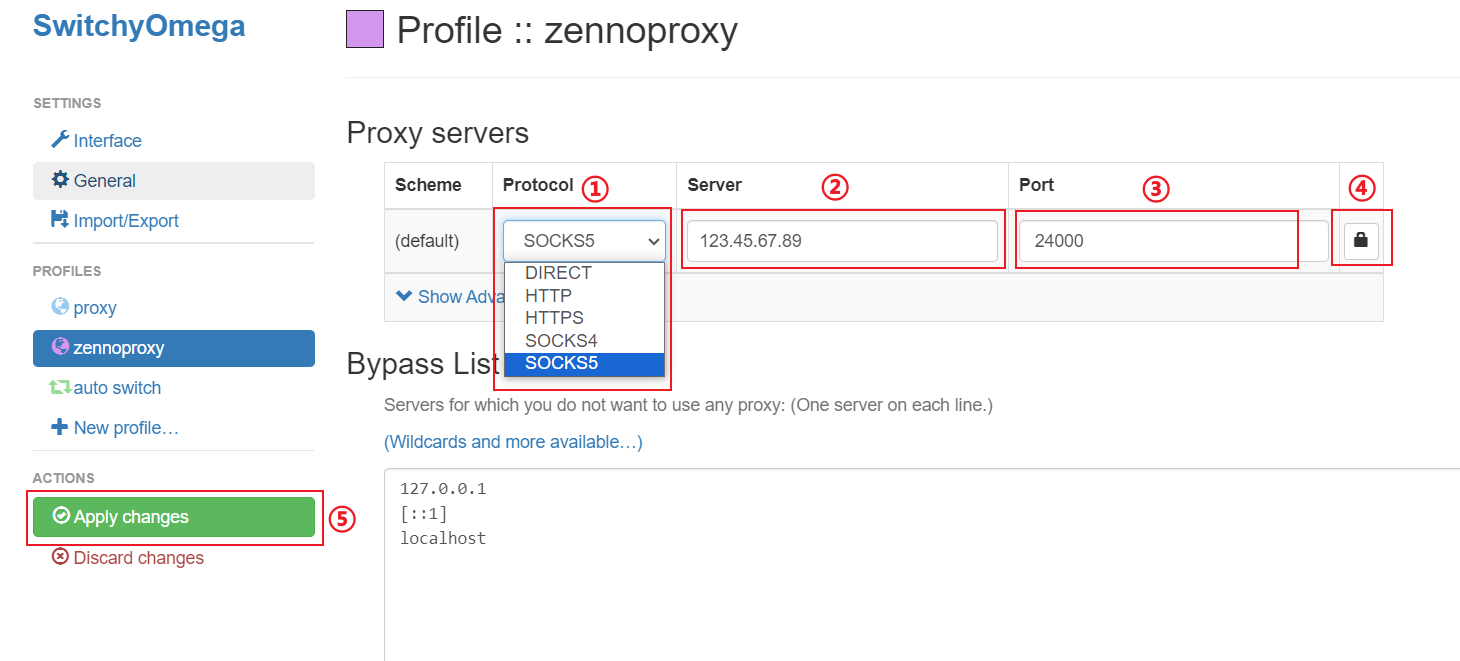 SwitchyOmega
SETTINGS
Interface
General
Import/Export
PROFILES
proxy
zennoproxy
auto switch
New profile…
ACTIONS
Apply changes ⑤
Discard changes
Profile :: zennoproxy
Proxy servers
Scheme Protocol ① Server ② Port ③ ④
(default) SOCKS5 123.45.67.89 24000
DIRECT
HTTP
HTTPS
SOCKS4
SOCKS5
Show Adva
Bypass List
Servers for which you do not want to use any proxy: (One server on each line.)
(Wildcards and more available…)
127.0.0.1
[::1]
localhost